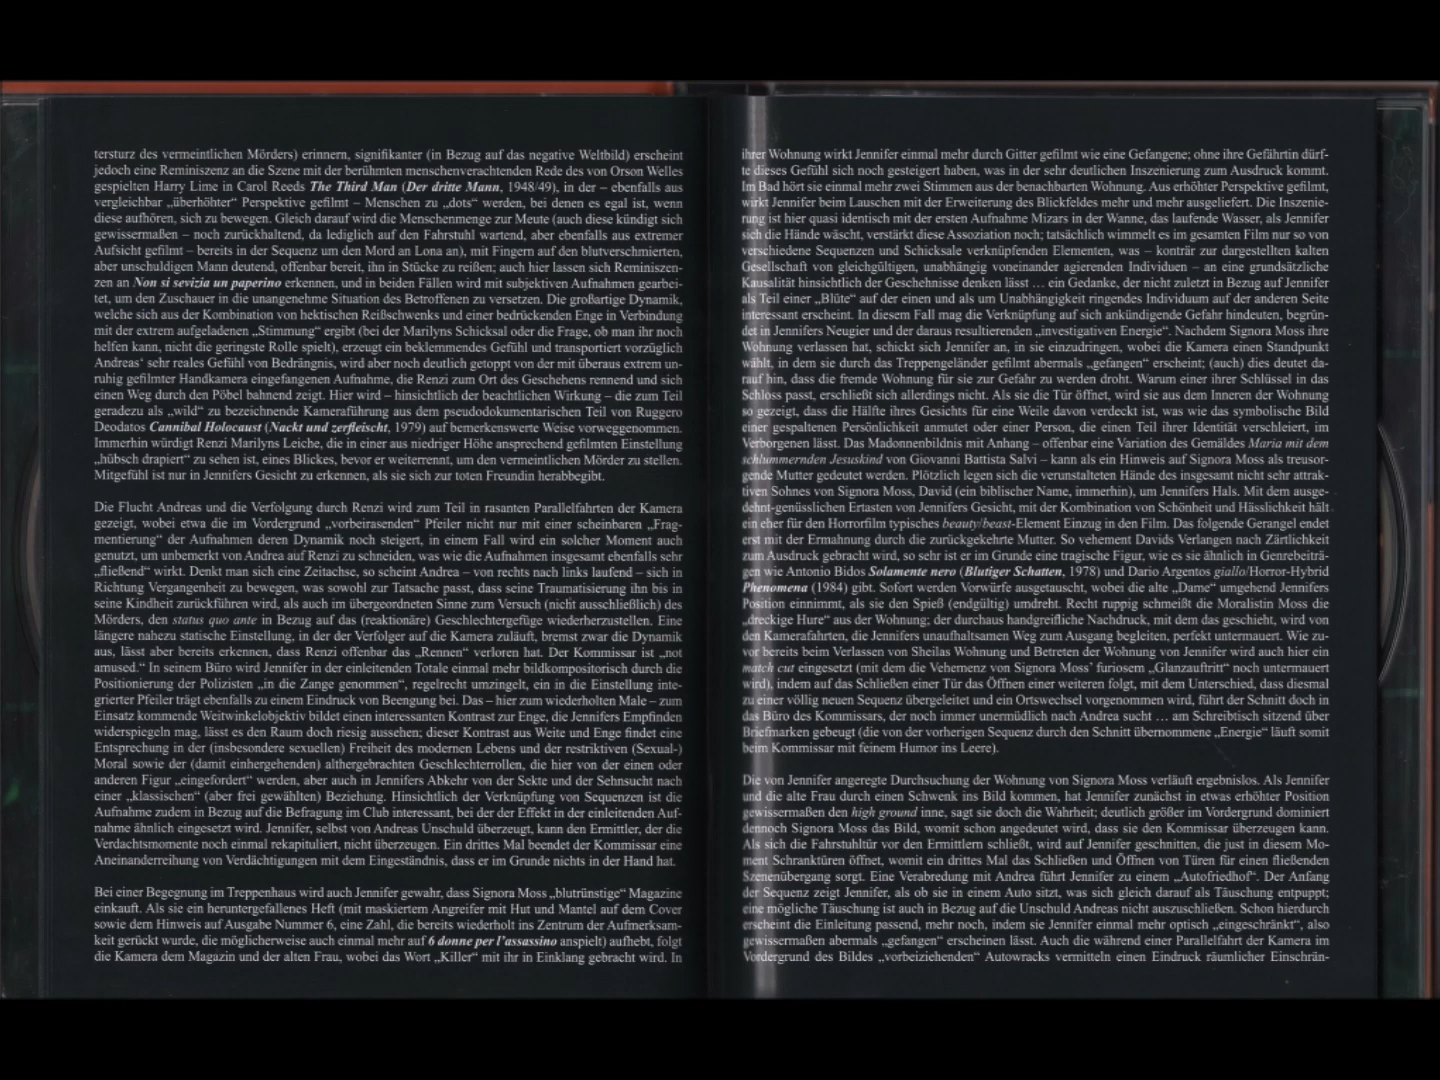 tersturz des vermeintlichen Mörders) erinnern, signifikanter (in Bezug auf das negative Weltbild) erscheint
jedoch eine Reminiszenz an die Szene mit der berühmten menschenverachtenden Rede des von Orson Welles
gespielten Harry Lime in Carol Reeds The Third Man (Der dritte Mann, 1948/49), in der – ebenfalls aus
vergleichbar „überhöhter“ Perspektive gefilmt – Menschen zu „dots“ werden, bei denen es egal ist, wenn
diese aufhören, sich zu bewegen. Gleich darauf wird die Menschenmenge zur Meute (auch diese kündigt sich
gewissermaßen – noch zurückhaltend, da lediglich auf den Fahrstuhl wartend, aber ebenfalls aus extremer
Aufsicht gefilmt – bereits in der Sequenz um den Mord an Lona an), mit Fingern auf den blutverschmierten,
aber unschuldigen Mann deutend, offenbar bereit, ihn in Stücke zu reißen; auch hier lassen sich Reminiszen-
zen an Non si sevizia un paperino erkennen, und in beiden Fällen wird mit subjektiven Aufnahmen gearbei-
tet, um den Zuschauer in die unangenehme Situation des Betroffenen zu versetzen. Die großartige Dynamik,
welche sich aus der Kombination von hektischen Reißschwenks und einer bedrückenden Enge in Verbindung
mit der extrem aufgeladenen „Stimmung“ ergibt (bei der Marilyns Schicksal oder die Frage, ob man ihr noch
helfen kann, nicht die geringste Rolle spielt), erzeugt ein beklemmendes Gefühl und transportiert vorzüglich
Andreas‘ sehr reales Gefühl von Bedrängnis, wird aber noch deutlich getoppt von der mit überaus extrem un-
ruhig gefilmter Handkamera eingefangenen Aufnahme, die Renzi zum Ort des Geschehens rennend und sich
einen Weg durch den Pöbel bahnend zeigt. Hier wird – hinsichtlich der beachtlichen Wirkung – die zum Teil
geradezu als „wild“ zu bezeichnende Kameraführung aus dem pseudodokumentarischen Teil von Ruggero
Deodatos Cannibal Holocaust (Nackt und zerfleischt, 1979) auf bemerkenswerte Weise vorweggenommen.
Immerhin würdigt Renzi Marilyns Leiche, die in einer aus niedriger Höhe ansprechend gefilmten Einstellung
„hübsch drapiert“ zu sehen ist, eines Blickes, bevor er weiterrennt, um den vermeintlichen Mörder zu stellen.
Mitgefühl ist nur in Jennifers Gesicht zu erkennen, als sie sich zur toten Freundin herabbegibt.
Die Flucht Andreas und die Verfolgung durch Renzi wird zum Teil in rasanten Parallelfahrten der Kamera
gezeigt, wobei etwa die im Vordergrund „vorbeirasenden“ Pfeiler nicht nur mit einer scheinbaren „Frag-
mentierung“ der Aufnahmen deren Dynamik noch steigert, in einem Fall wird ein solcher Moment auch
genutzt, um unbemerkt von Andrea auf Renzi zu schneiden, was wie die Aufnahmen insgesamt ebenfalls sehr
„fließend“ wirkt. Denkt man sich eine Zeitachse, so scheint Andrea – von rechts nach links laufend – sich in
Richtung Vergangenheit zu bewegen, was sowohl zur Tatsache passt, dass seine Traumatisierung ihn bis in
seine Kindheit zurückführen wird, als auch im übergeordneten Sinne zum Versuch (nicht ausschließlich) des
Mörders, den status quo ante in Bezug auf das (reaktionäre) Geschlechtergefüge wiederherzustellen. Eine
längere nahezu statische Einstellung, in der der Verfolger auf die Kamera zuläuft, bremst zwar die Dynamik
aus, lässt aber bereits erkennen, dass Renzi offenbar das „Rennen“ verloren hat. Der Kommissar ist „not
amused.“ In seinem Büro wird Jennifer in der einleitenden Totale einmal mehr bildkompositorisch durch die
Positionierung der Polizisten „in die Zange genommen“, regelrecht umzingelt, ein in die Einstellung inte-
grierter Pfeiler trägt ebenfalls zu einem Eindruck von Beengung bei. Das – hier zum wiederholten Male – zum
Einsatz kommende Weitwinkelobjektiv bildet einen interessanten Kontrast zur Enge, die Jennifers Empfinden
widerspiegeln mag, lässt es den Raum doch riesig aussehen; dieser Kontrast aus Weite und Enge findet eine
Entsprechung in der (insbesondere sexuellen) Freiheit des modernen Lebens und der restriktiven (Sexual-)
Moral sowie der (damit einhergehenden) althergebrachten Geschlechterrollen, die hier von der einen oder
anderen Figur „eingefordert“ werden, aber auch in Jennifers Abkehr von der Sekte und der Sehnsucht nach
einer „klassischen“ (aber frei gewählten) Beziehung. Hinsichtlich der Verknüpfung von Sequenzen ist die
Aufnahme zudem in Bezug auf die Befragung im Club interessant, bei der der Effekt in der einleitenden Auf-
nahme ähnlich eingesetzt wird. Jennifer, selbst von Andreas Unschuld überzeugt, kann den Ermittler, der die
Verdachtsmomente noch einmal rekapituliert, nicht überzeugen. Ein drittes Mal beendet der Kommissar eine
Aneinanderreihung von Verdächtigungen mit dem Eingeständnis, dass er im Grunde nichts in der Hand hat.
Bei einer Begegnung im Treppenhaus wird auch Jennifer gewahr, dass Signora Moss „blutrünstige“ Magazine
einkauft. Als sie ein heruntergefallenes Heft (mit maskiertem Angreifer mit Hut und Mantel auf dem Cover
sowie dem Hinweis auf Ausgabe Nummer 6, eine Zahl, die bereits wiederholt ins Zentrum der Aufmerksam-
keit gerückt wurde, die möglicherweise auch einmal mehr auf 6 donne per l’assassino anspielt) aufhebt, folgt
die Kamera dem Magazin und der alten Frau, wobei das Wort „Killer“ mit ihr in Einklang gebracht wird. In
ihrer Wohnung wirkt Jennifer einmal mehr durch Gitter gefilmt wie eine Gefangene; ohne ihre Gefährtin dürf-
te dieses Gefühl sich noch gesteigert haben, was in der sehr deutlichen Inszenierung zum Ausdruck kommt.
Im Bad hört sie einmal mehr zwei Stimmen aus der benachbarten Wohnung. Aus erhöhter Perspektive gefilmt,
wirkt Jennifer beim Lauschen mit der Erweiterung des Blickfeldes mehr und mehr ausgeliefert. Die Inszenie-
rung ist hier quasi identisch mit der ersten Aufnahme Mizars in der Wanne, das laufende Wasser, als Jennifer
sich die Hände wäscht, verstärkt diese Assoziation noch; tatsächlich wimmelt es im gesamten Film nur so von
verschiedene Sequenzen und Schicksale verknüpfenden Elementen, was – konträr zur dargestellten kalten
Gesellschaft von gleichgültigen, unabhängig voneinander agierenden Individuen – an eine grundsätzliche
Kausalität hinsichtlich der Geschehnisse denken lässt … ein Gedanke, der nicht zuletzt in Bezug auf Jennifer
als Teil einer „Blüte“ auf der einen und als um Unabhängigkeit ringendes Individuum auf der anderen Seite
interessant erscheint. In diesem Fall mag die Verknüpfung auf sich ankündigende Gefahr hindeuten, begrün-
det in Jennifers Neugier und der daraus resultierenden „investigativen Energie“. Nachdem Signora Moss ihre
Wohnung verlassen hat, schickt sich Jennifer an, in sie einzudringen, wobei die Kamera einen Standpunkt
wählt, in dem sie durch das Treppengeländer gefilmt abermals „gefangen“ erscheint; (auch) dies deutet da-
rauf hin, dass die fremde Wohnung für sie zur Gefahr zu werden droht. Warum einer ihrer Schlüssel in das
Schloss passt, erschließt sich allerdings nicht. Als sie die Tür öffnet, wird sie aus dem Inneren der Wohnung
so gezeigt, dass die Hälfte ihres Gesichts für eine Weile davon verdeckt ist, was wie das symbolische Bild
einer gespaltenen Persönlichkeit anmutet oder einer Person, die einen Teil ihrer Identität verschleiert, im
Verborgenen lässt. Das Madonnenbildnis mit Anhang – offenbar eine Variation des Gemäldes Maria mit dem
schlummernden Jesuskind von Giovanni Battista Salvi – kann als ein Hinweis auf Signora Moss als treusor-
gende Mutter gedeutet werden. Plötzlich legen sich die verunstalteten Hände des insgesamt nicht sehr attrak-
tiven Sohnes von Signora Moss, David (ein biblischer Name, immerhin), um Jennifers Hals. Mit dem ausge-
dehnt-genüsslichen Ertasten von Jennifers Gesicht, mit der Kombination von Schönheit und Hässlichkeit hält
ein eher für den Horrorfilm typisches beauty/beast-Element Einzug in den Film. Das folgende Gerangel endet
erst mit der Ermahnung durch die zurückgekehrte Mutter. So vehement Davids Verlangen nach Zärtlichkeit
zum Ausdruck gebracht wird, so sehr ist er im Grunde eine tragische Figur, wie es sie ähnlich in Genrebeiträ-
gen wie Antonio Bidos Solamente nero (Blutiger Schatten, 1978) und Dario Argentos giallo/Horror-Hybrid
Phenomena (1984) gibt. Sofort werden Vorwürfe ausgetauscht, wobei die alte „Dame“ umgehend Jennifers
Position einnimmt, als sie den Spieß (endgültig) umdreht. Recht ruppig schmeißt die Moralistin Moss die
„dreckige Hure“ aus der Wohnung; der durchaus handgreifliche Nachdruck, mit dem das geschieht, wird von
den Kamerafahrten, die Jennifers unaufhaltsamen Weg zum Ausgang begleiten, perfekt untermauert. Wie zu-
vor bereits beim Verlassen von Sheilas Wohnung und Betreten der Wohnung von Jennifer wird auch hier ein
match cut eingesetzt (mit dem die Vehemenz von Signora Moss’ furiosem „Glanzauftritt“ noch untermauert
wird), indem auf das Schließen einer Tür das Öffnen einer weiteren folgt, mit dem Unterschied, dass diesmal
zu einer völlig neuen Sequenz übergeleitet und ein Ortswechsel vorgenommen wird, führt der Schnitt doch in
das Büro des Kommissars, der noch immer unermüdlich nach Andrea sucht … am Schreibtisch sitzend über
Briefmarken gebeugt (die von der vorherigen Sequenz durch den Schnitt übernommene „Energie“ läuft somit
beim Kommissar mit feinem Humor ins Leere).
Die von Jennifer angeregte Durchsuchung der Wohnung von Signora Moss verläuft ergebnislos. Als Jennifer
und die alte Frau durch einen Schwenk ins Bild kommen, hat Jennifer zunächst in etwas erhöhter Position
gewissermaßen den high ground inne, sagt sie doch die Wahrheit; deutlich größer im Vordergrund dominiert
dennoch Signora Moss das Bild, womit schon angedeutet wird, dass sie den Kommissar überzeugen kann.
Als sich die Fahrstuhltür vor den Ermittlern schließt, wird auf Jennifer geschnitten, die just in diesem Mo-
ment Schranktüren öffnet, womit ein drittes Mal das Schließen und Öffnen von Türen für einen fließenden
Szenenübergang sorgt. Eine Verabredung mit Andrea führt Jennifer zu einem „Autofriedhof“. Der Anfang
der Sequenz zeigt Jennifer, als ob sie in einem Auto sitzt, was sich gleich darauf als Täuschung entpuppt;
eine mögliche Täuschung ist auch in Bezug auf die Unschuld Andreas nicht auszuschließen. Schon hierdurch
erscheint die Einleitung passend, mehr noch, indem sie Jennifer einmal mehr optisch „eingeschränkt“, also
gewissermaßen abermals „gefangen“ erscheinen lässt. Auch die während einer Parallelfahrt der Kamera im
Vordergrund des Bildes „vorbeiziehenden“ Autowracks vermitteln einen Eindruck räumlicher Einschrän-